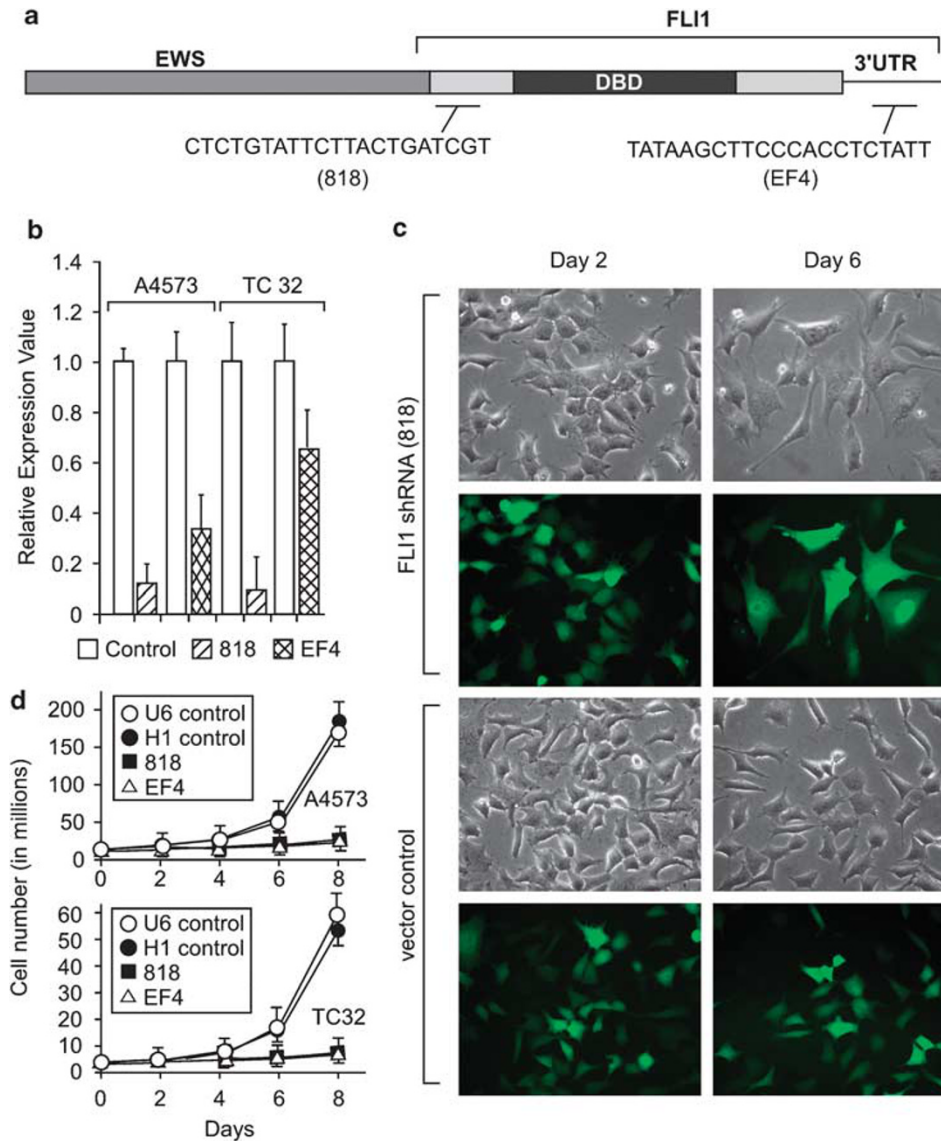 a
FLI1
EWS
3'UTR
DBD
CTCTGTATTCTTACTGATCGT
(818)
TATAAGCTTCCCACCTCTATT
(EF4)
b
1.4
1.2
1.0
0.8
0.6
0.4
0.2
0
Relative Expression Value
A4573
TC 32
Control
818
EF4
c
Day 2
Day 6
FLI1 shRNA (818)
vector control
d
Cell number (in millions)
200
150
100
50
0
U6 control
H1 control
818
EF4
A4573
0 2 4 6 8
60
50
40
30
20
10
0
U6 control
H1 control
818
EF4
TC32
0 2 4 6 8
Days